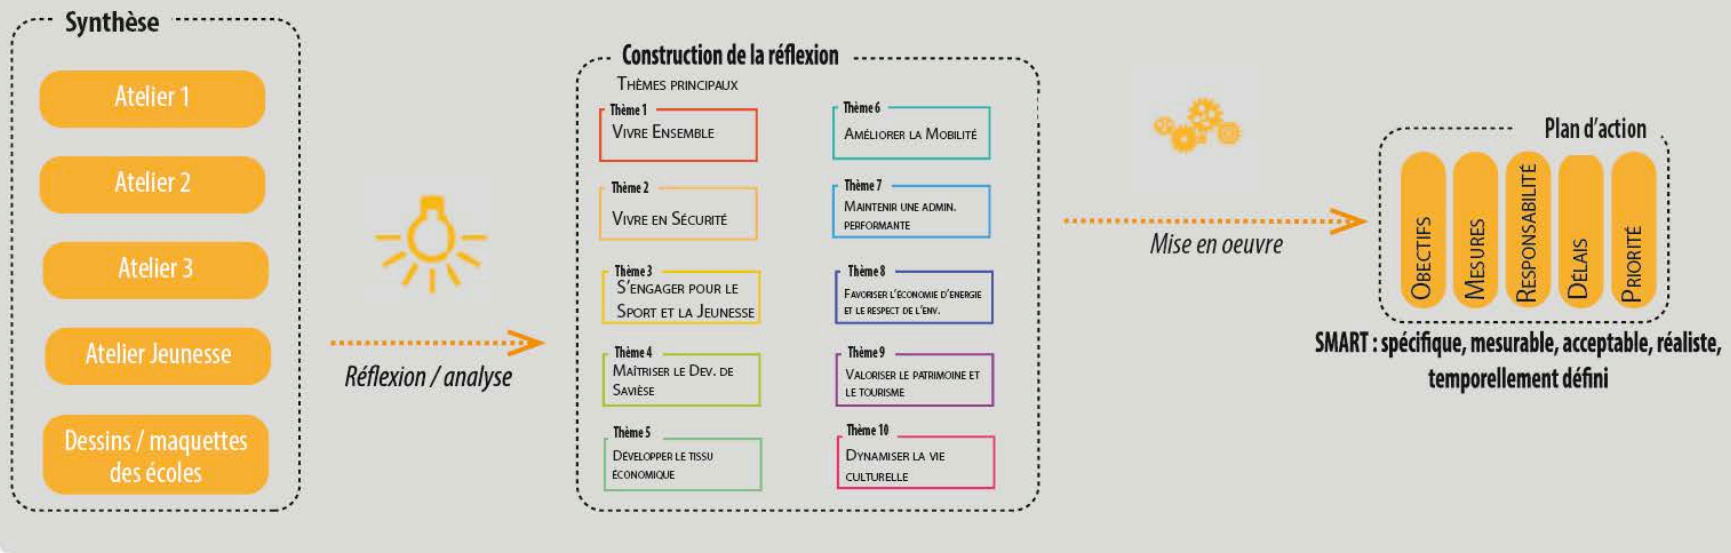 Synthèse
Atelier 1
Atelier 2
Atelier 3
Atelier Jeunesse
Dessins / maquettes
des écoles
Réflexion / analyse
Construction de la réflexion
Thèmes principaux
Thème 1
Vivre Ensemble
Thème 2
Vivre en Sécurité
Thème 3
S'engager pour le
Sport et la Jeunesse
Thème 4
Maîtriser le Dev. de
Savièse
Thème 5
Développer le tissu
économique
Thème 6
Améliorer la Mobilité
Thème 7
Maintenir une admin.
performante
Thème 8
Favoriser l'économie d'energie
et le respect de l'env.
Thème 9
Valoriser le patrimoine et
le tourisme
Thème 10
Dynamiser la vie
culturelle
Mise en oeuvre
Plan d'action
Obectifs
Mesures
Responsabilité
Délais
Priorité
SMART : spécifique, mesurable, acceptable, réaliste,
temporellement défini